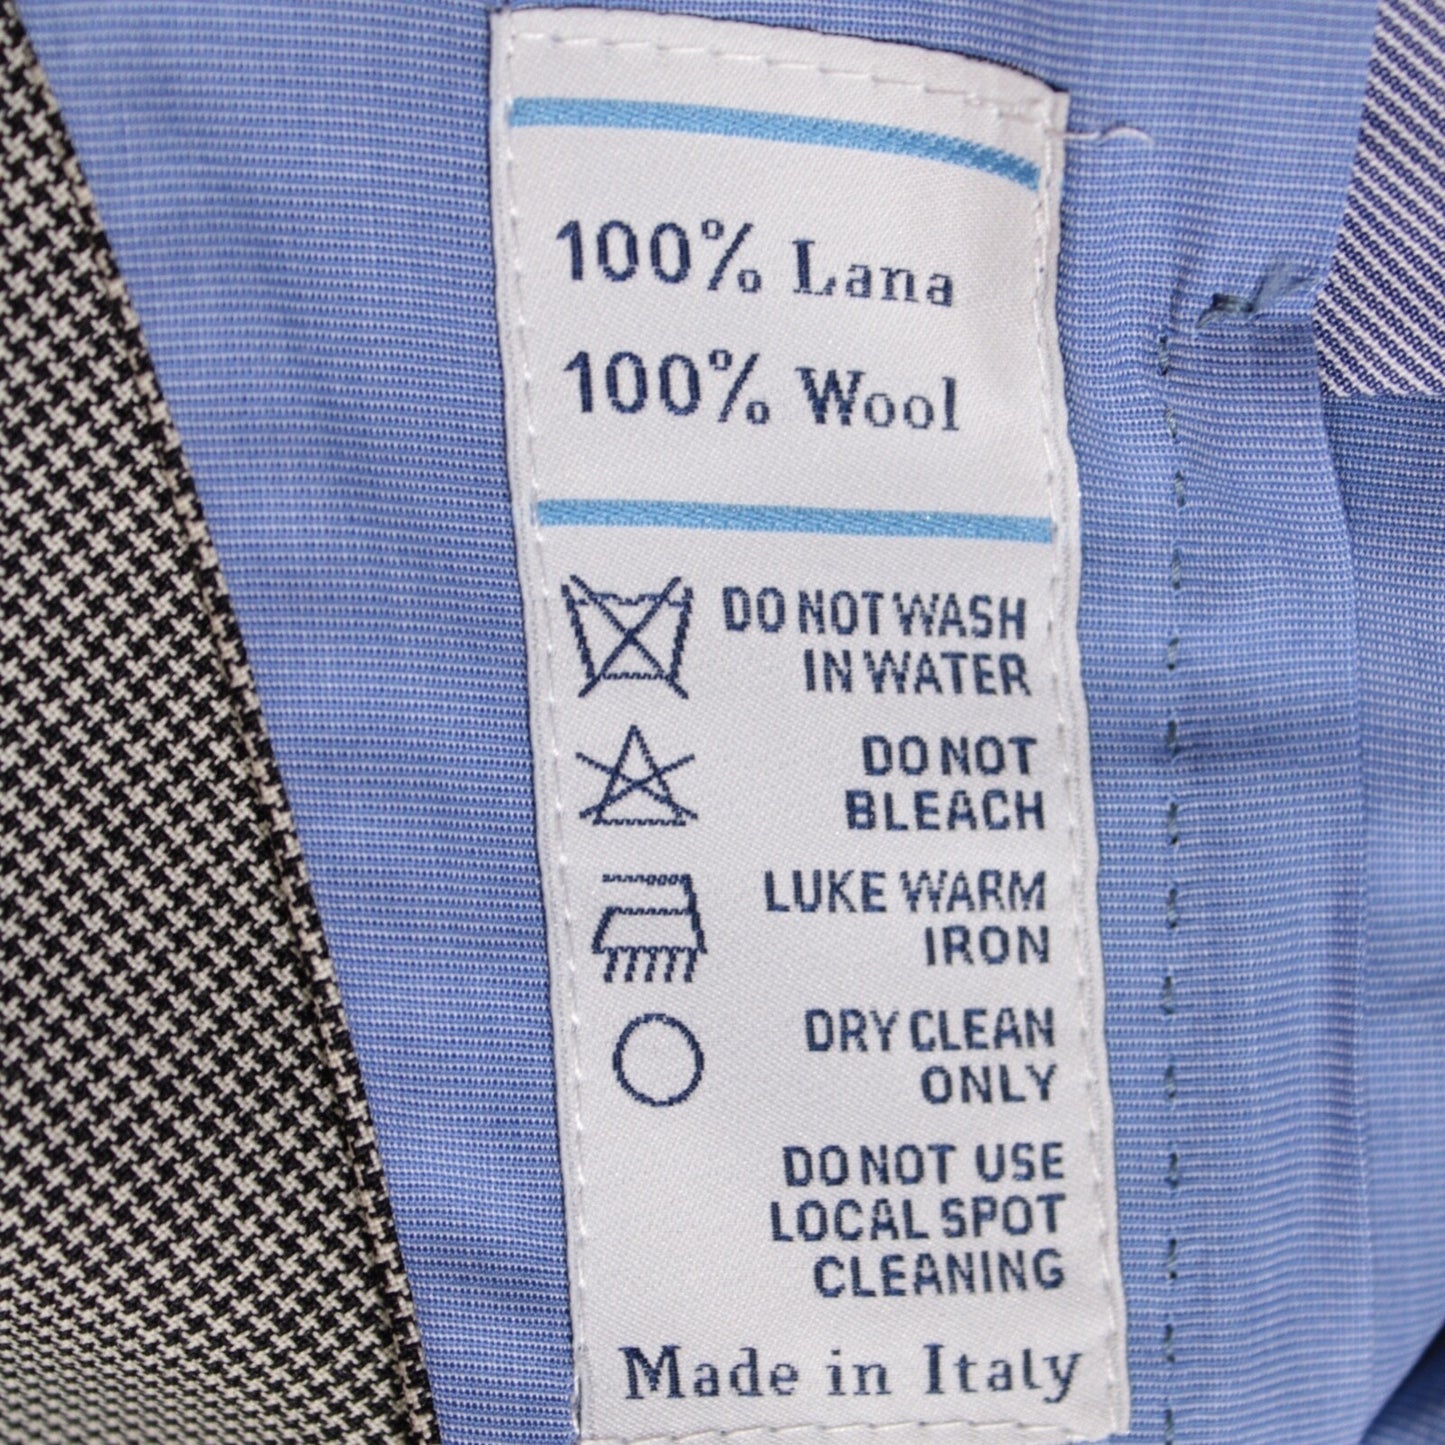 100% Lana
100% Wool
DO NOT WASH
IN WATER
DO NOT
BLEACH
LUKE WARM
IRON
DRY CLEAN
ONLY
DO NOT USE
LOCAL SPOT
CLEANING
Made in Italy